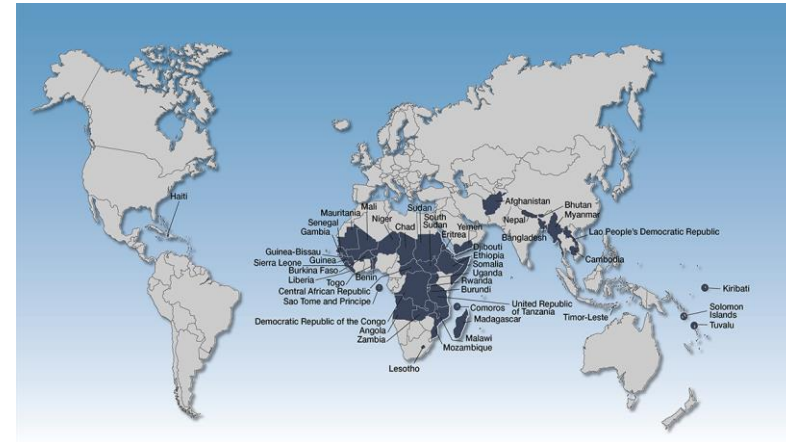 Haiti
Mali
Mauritania
Senegal
Gambia
Niger
Chad
Sudan
South
Sudan
Eritrea
Yemen
Guinea-Bissau
Sierra Leone
Guinea
Burkina Faso
Liberia
Togo
Benin
Central African Republic
Sao Tome and Principe
Democratic Republic of the Congo
Angola
Zambia
Lesotho
Djibouti
Ethiopia
Somalia
Uganda
Rwanda
Burundi
United Republic
of Tanzania
Comoros
Madagascar
Malawi
Mozambique
Afghanistan
Nepal
Bhutan
Myanmar
Bangladesh
Lao People's Democratic Republic
Cambodia
Timor-Leste
Kiribati
Solomon
Islands
Tuvalu